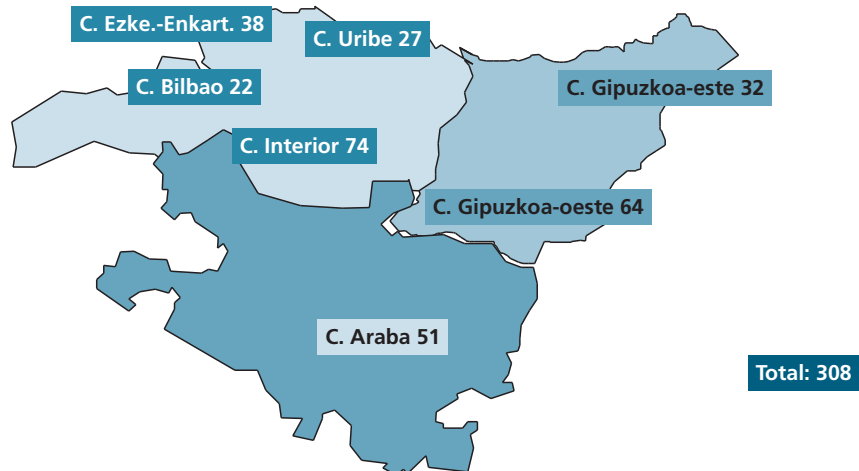 C. Ezke.-Enkart. 38
C. Uribe 27
C. Bilbao 22
C. Gipuzkoa-este 32
C. Interior 74
C. Gipuzkoa-oeste 64
C. Araba 51
Total: 308